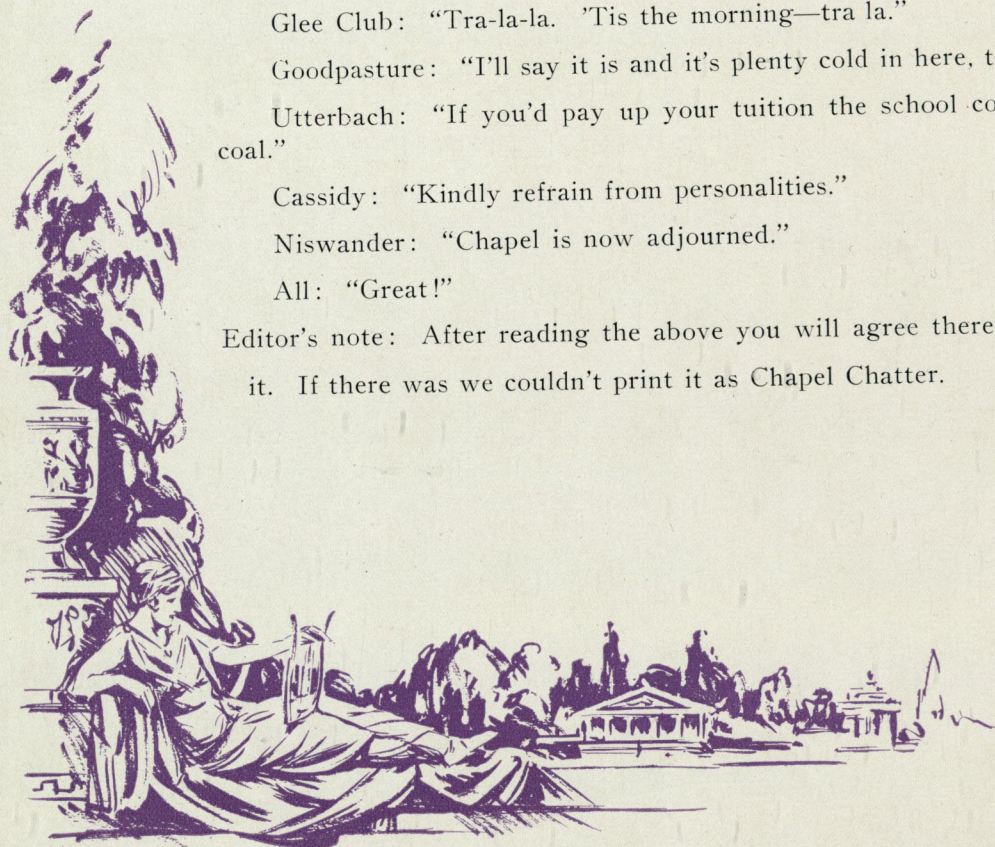 Glee Club: “Tra-la-la. ’Tis the morning—tra la.”
Goodpasture: “I’ll say it is and it’s plenty cold in here, t
Utterbach: “If you’d pay up your tuition the school co
coal.”
Cassidy: “Kindly refrain from personalities.”
Niswander: “Chapel is now adjourned.”
All: “Great!”
Editor’s note: After reading the above you will agree there
it. If there was we couldn’t print it as Chapel Chatter.